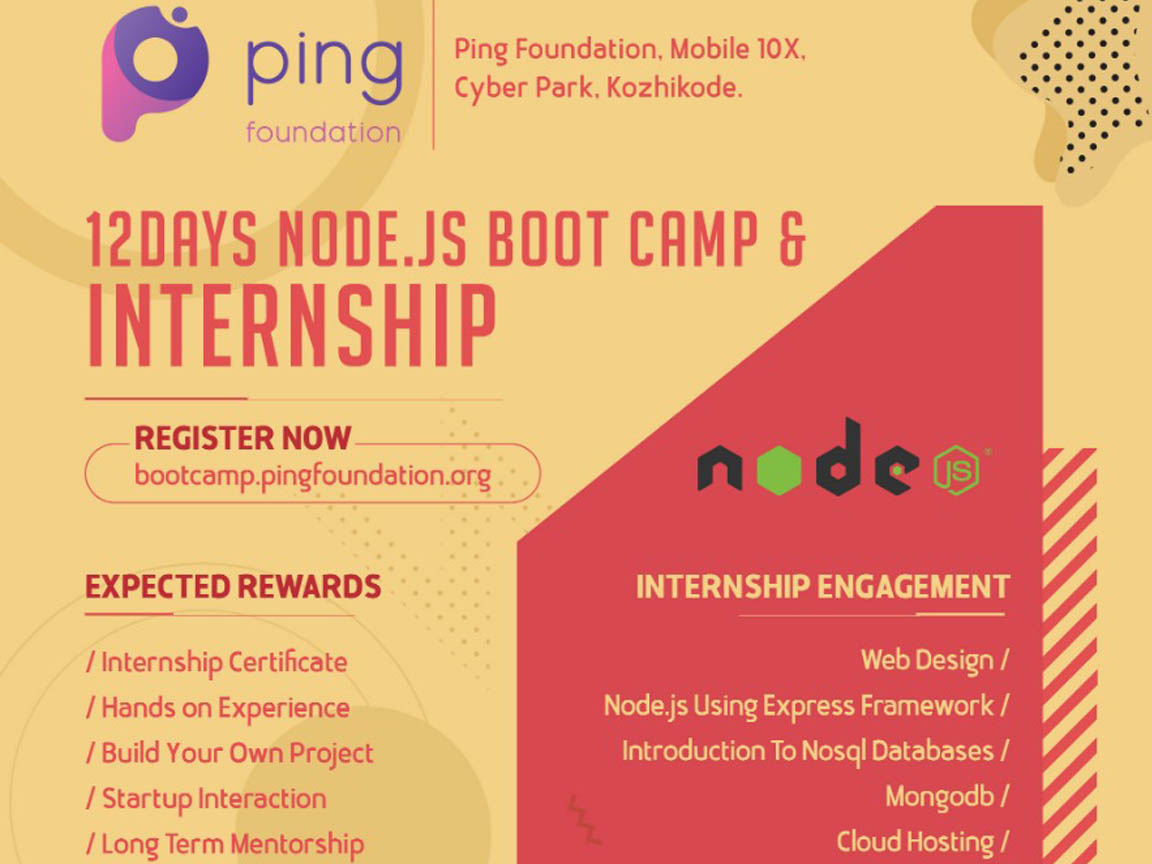 ping
foundation
Ping Foundation, Mobile 10X,
Cyber Park, Kozhikode.
12DAYS NODE.JS BOOT CAMP &
INTERNSHIP
REGISTER NOW
bootcamp.pingfoundation.org
node JS
EXPECTED REWARDS
/ Internship Certificate
/ Hands on Experience
/ Build Your Own Project
/ Startup Interaction
/ Long Term Mentorship
INTERNSHIP ENGAGEMENT
Web Design /
Node.js Using Express Framework /
Introduction To Nosql Databases /
Mongodb /
Cloud Hosting /